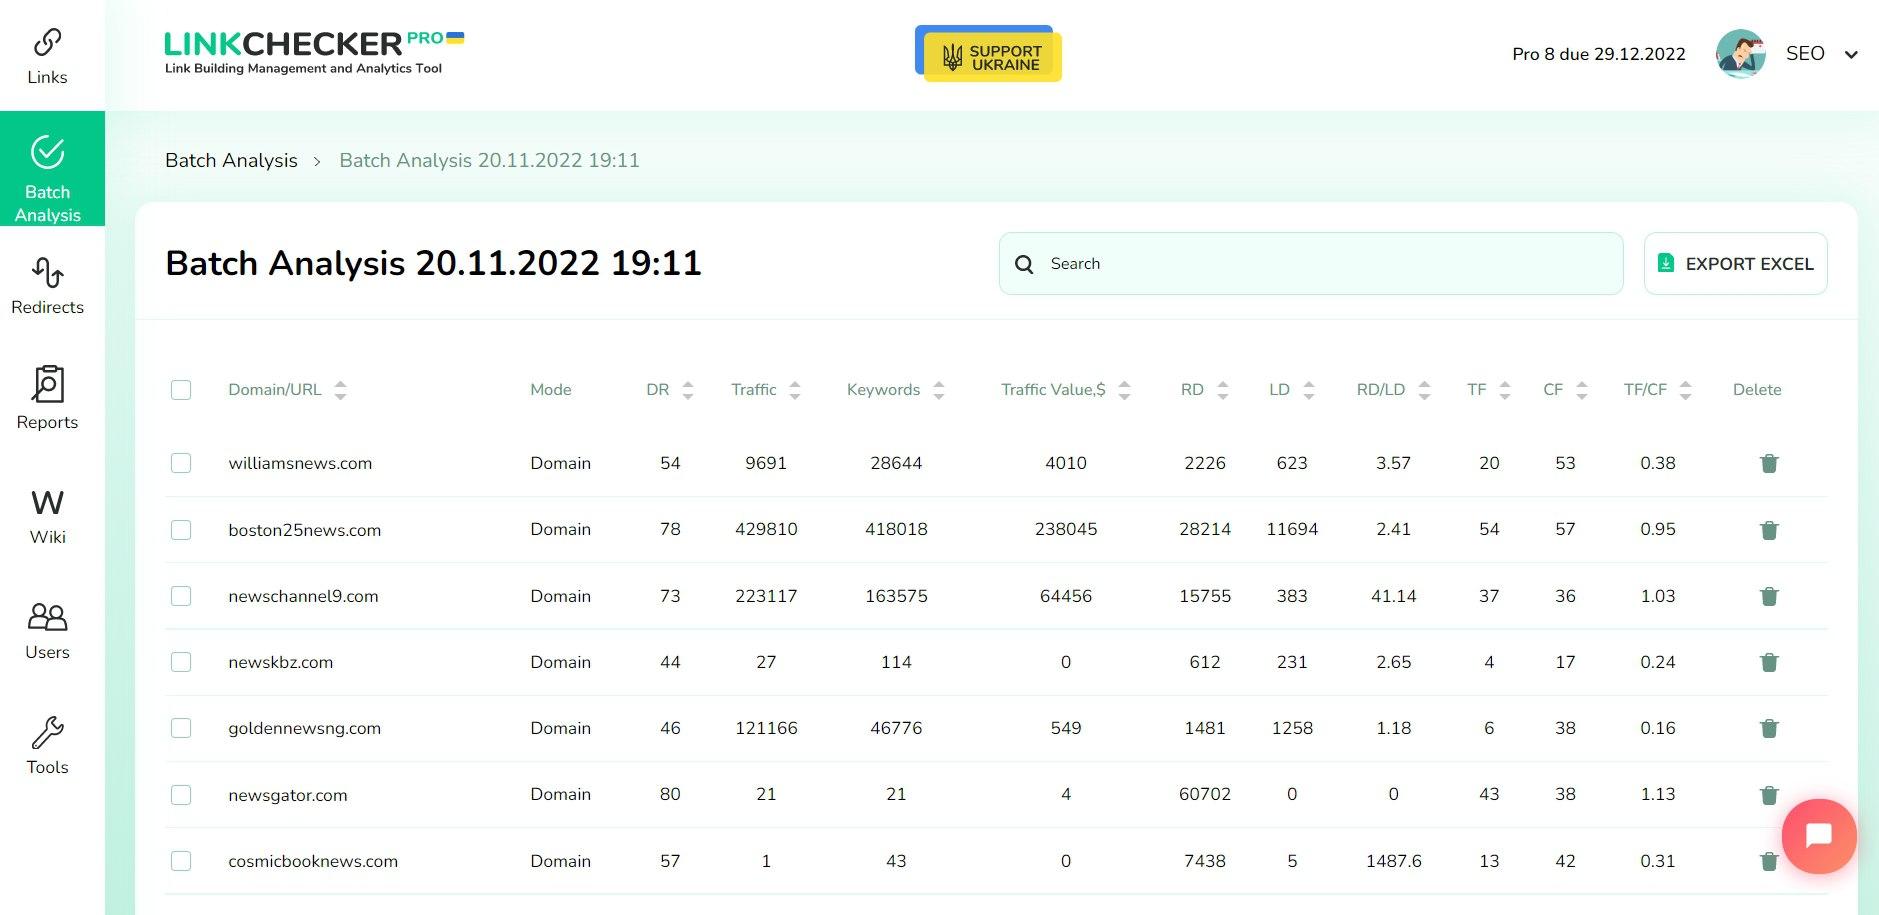 Links
Batch
Analysis
Redirects
Reports
W
Wiki
Users
Tools
LINKCHECKER PRO
Link Building Management and Analytics Tool
SUPPORT
UKRAINE
Pro 8 due 29.12.2022
SEO
Batch Analysis > Batch Analysis 20.11.2022 19:11
Batch Analysis 20.11.2022 19:11
Search
EXPORT EXCEL
Domain/URL Mode DR Traffic Keywords Traffic Value,$ RD LD RD/LD TF CF TF/CF Delete
williamsnews.com Domain 54 9691 28644 4010 2226 623 3.57 20 53 0.38
boston25news.com Domain 78 429810 418018 238045 28214 11694 2.41 54 57 0.95
newschannel9.com Domain 73 223117 163575 64456 15755 383 41.14 37 36 1.03
newskbz.com Domain 44 27 114 0 612 231 2.65 4 17 0.24
goldennewsng.com Domain 46 121166 46776 549 1481 1258 1.18 6 38 0.16
newsgator.com Domain 80 21 21 4 60702 0 0 43 38 1.13
cosmicbooknews.com Domain 57 1 43 0 7438 5 1487.6 13 42 0.31